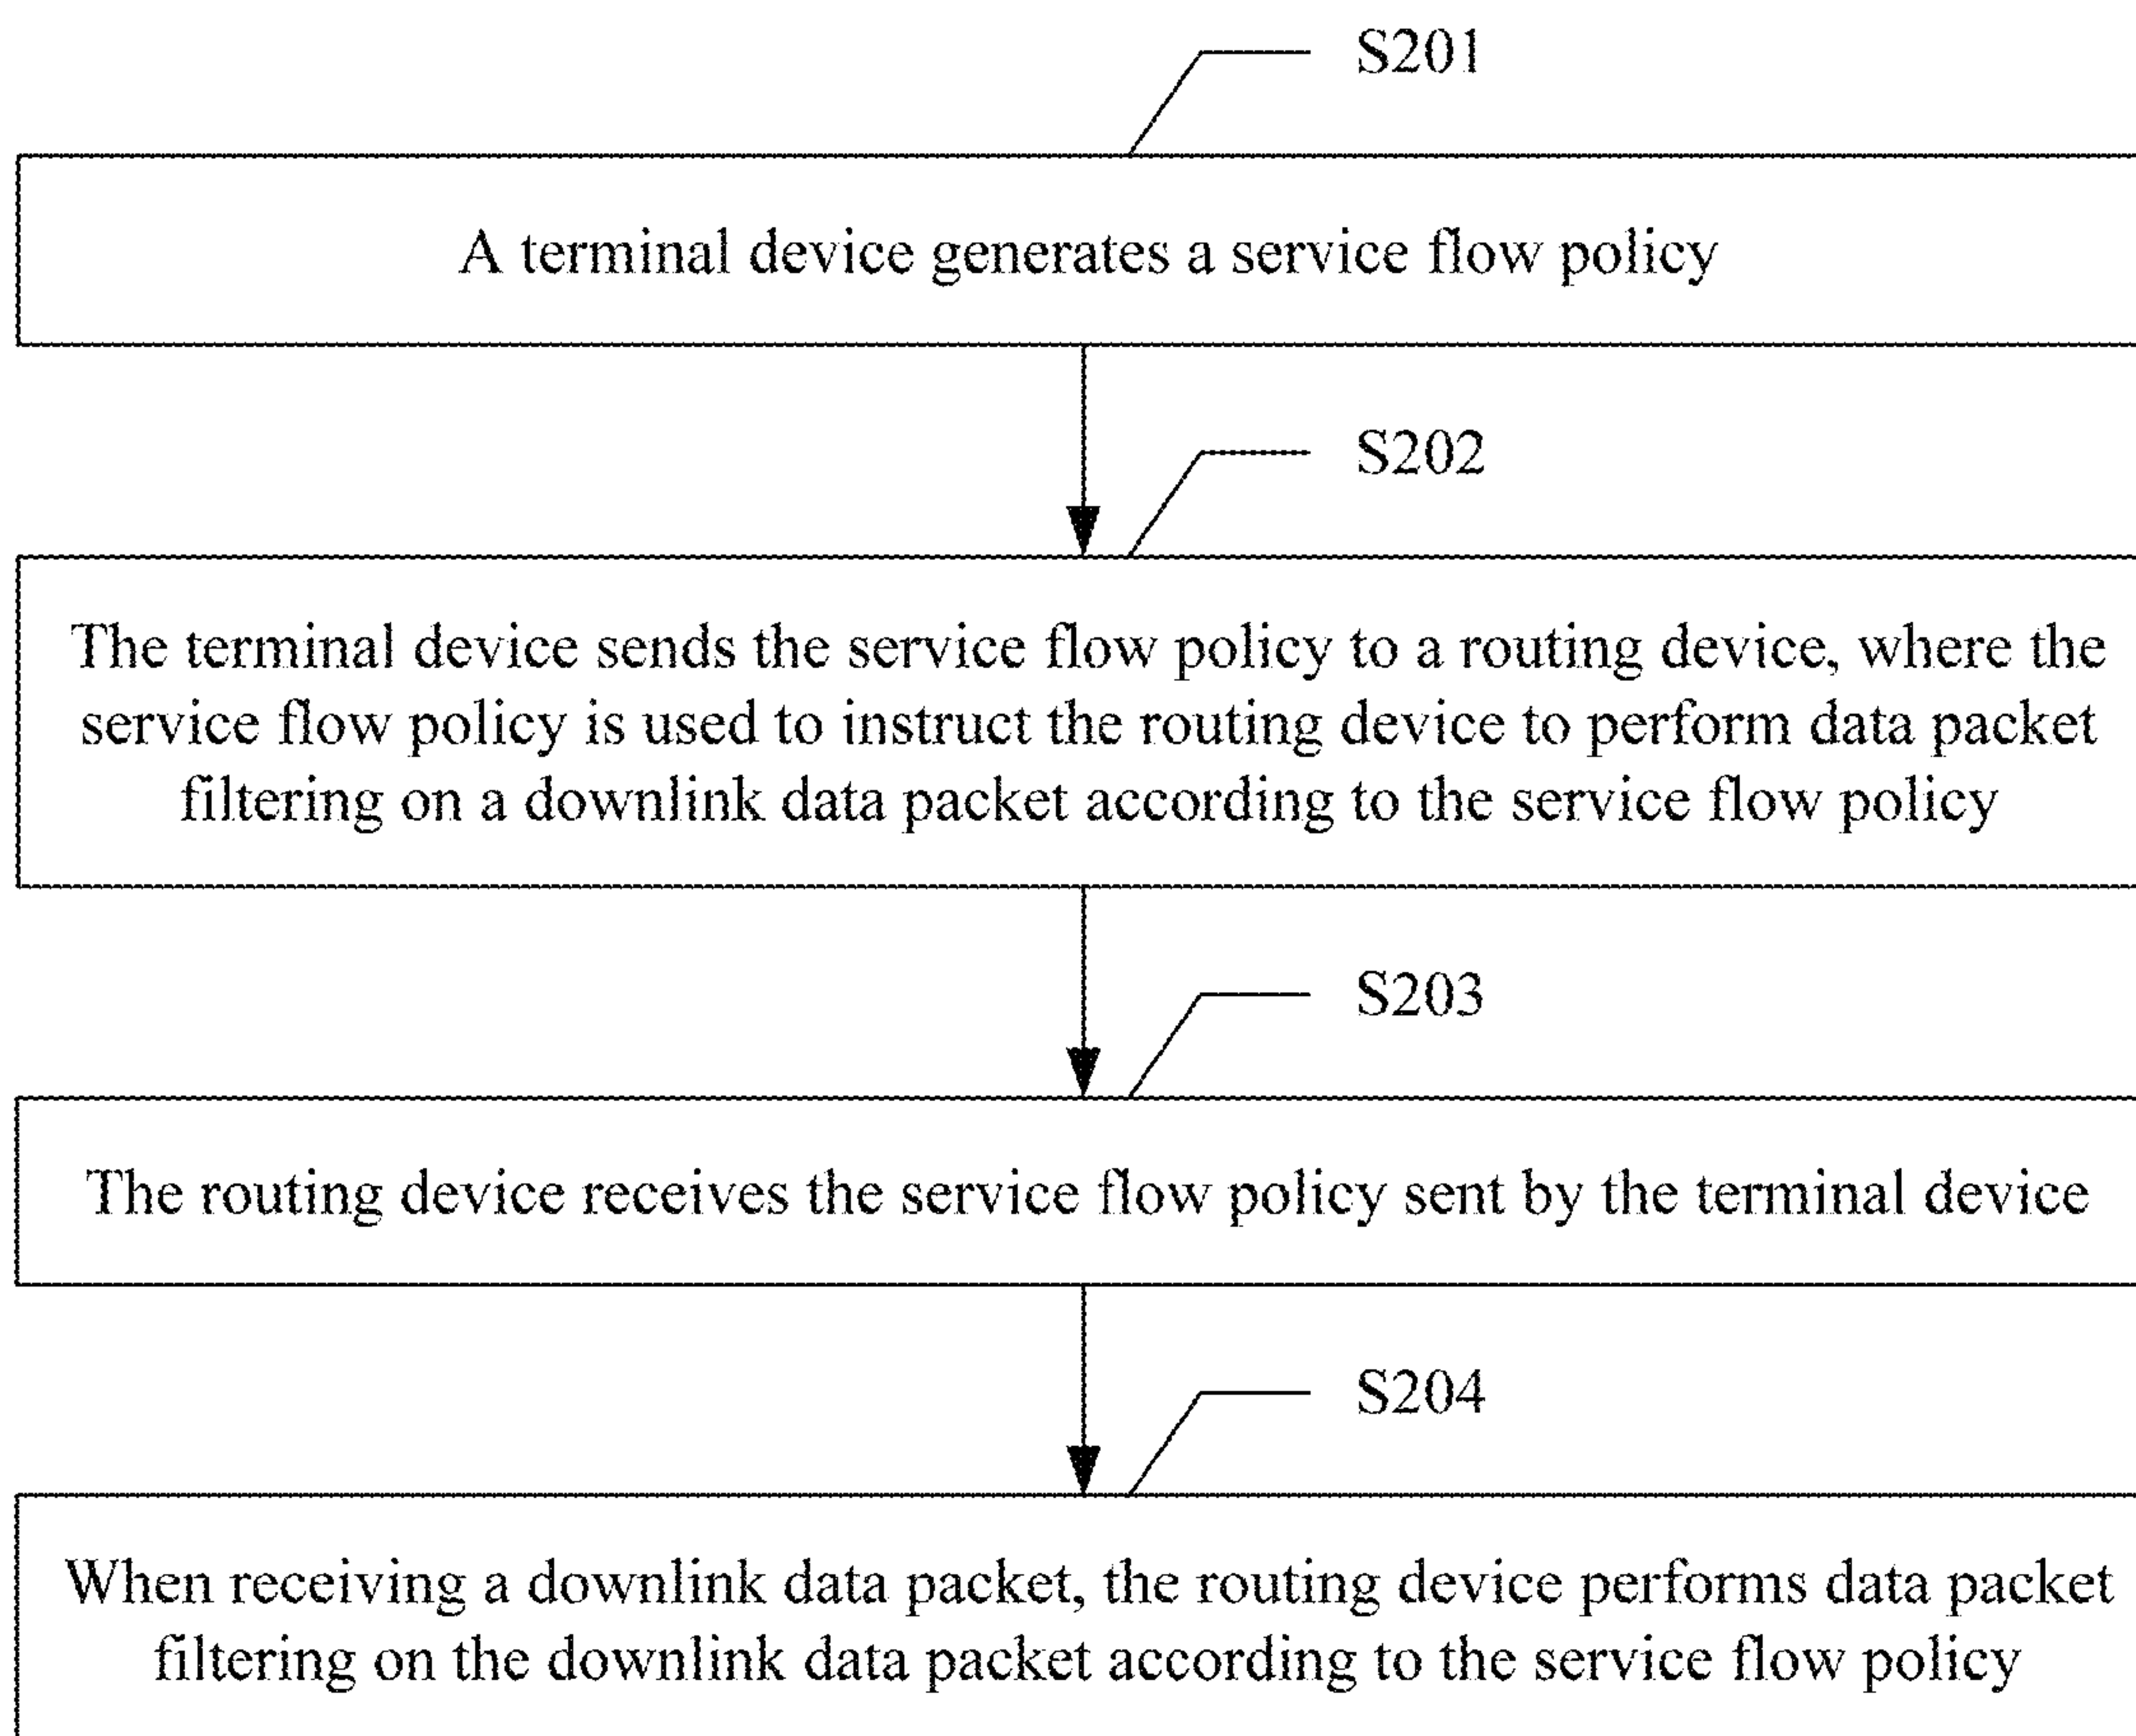 S201
A terminal device generates a service flow policy
S202
The terminal device sends the service flow policy to a routing device, where the
service flow policy is used to instruct the routing device to perform data packet
filtering on a downlink data packet according to the service flow policy
S203
The routing device receives the service flow policy sent by the terminal device
S204
When receiving a downlink data packet, the routing device performs data packet
filtering on the downlink data packet according to the service flow policy